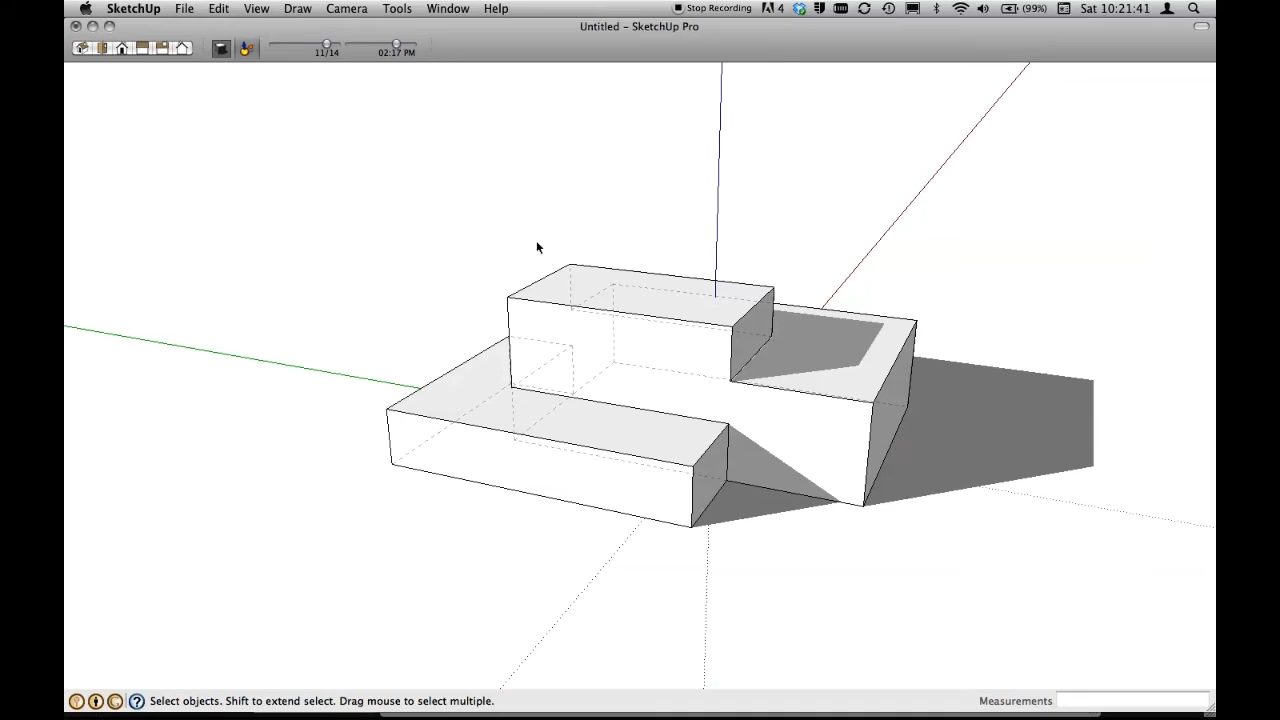 SketchUp File Edit View Draw Camera Tools Window Help Stop Recording 4 (99%) Sat 10:21:41
Untitled - SketchUp Pro
11/14 02:17 PM
Select objects. Shift to extend select. Drag mouse to select multiple. Measurements